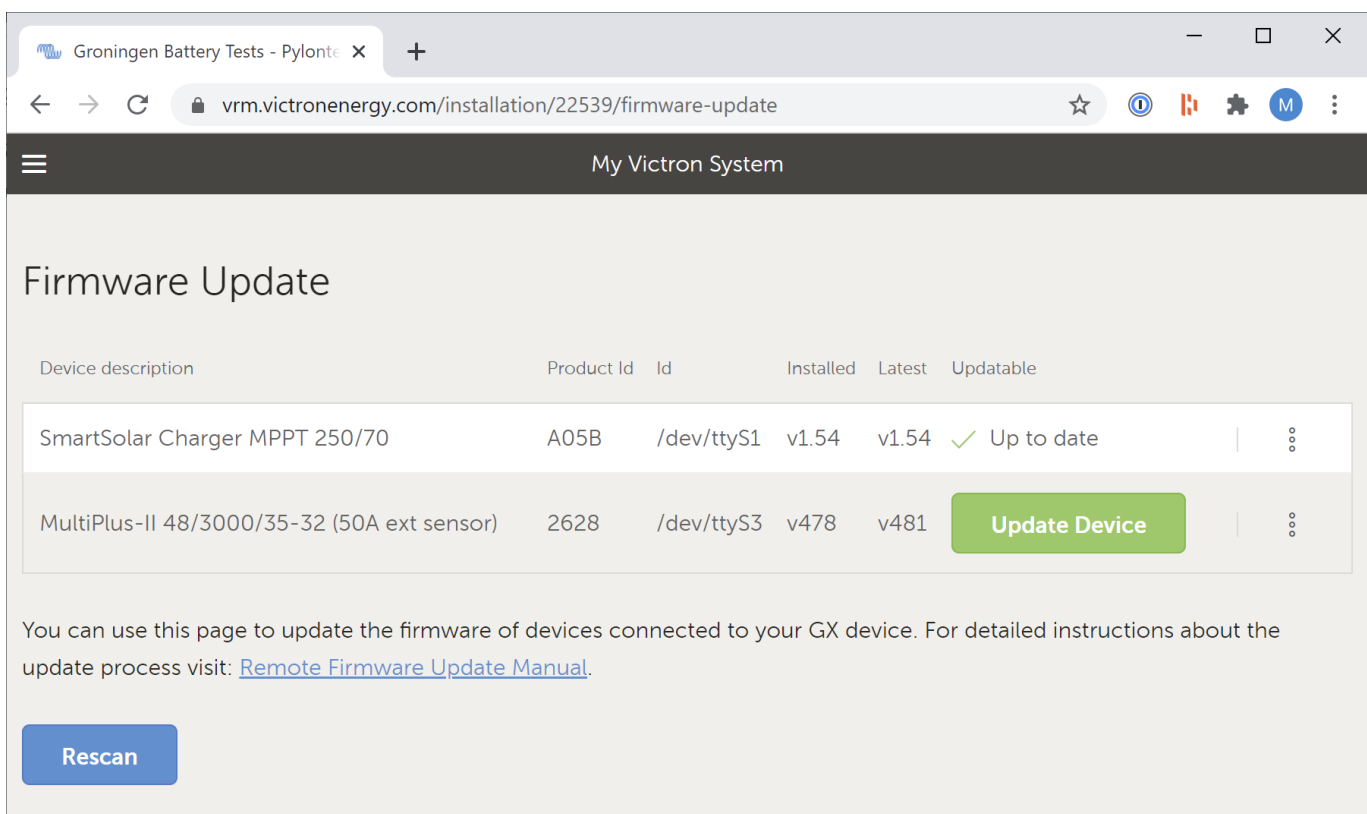 Groningen Battery Tests - Pylonte
vrm.victronenergy.com/installation/22539/firmware-update
M
My Victron System
Firmware Update
Device description Product Id Id Installed Latest Updatable
SmartSolar Charger MPPT 250/70 A05B /dev/ttyS1 v1.54 v1.54 Up to date
MultiPlus-II 48/3000/35-32 (50A ext sensor) 2628 /dev/ttyS3 v478 v481 Update Device
You can use this page to update the firmware of devices connected to your GX device. For detailed instructions about the
update process visit: Remote Firmware Update Manual.
Rescan